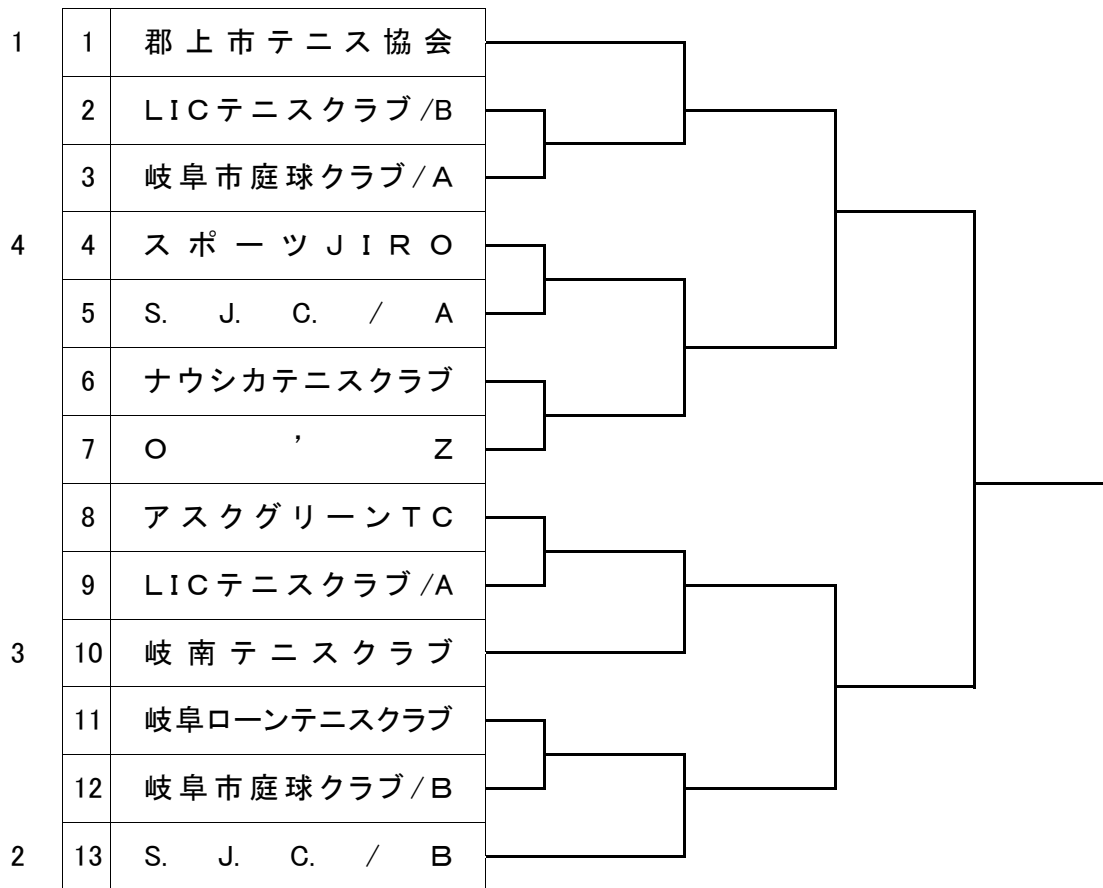 1 1 郡上市テニス協会
2 LICテニスクラブ/B
3 岐阜市庭球クラブ/A
4 4 スポーツJIRO
5 S. J. C. / A
6 ナウシカテニスクラブ
7 O ’ Z
8 アスクグリーンTC
9 LICテニスクラブ/A
3 10 岐南テニスクラブ
11 岐阜ローンテニスクラブ
12 岐阜市庭球クラブ/B
2 13 S. J. C. / B